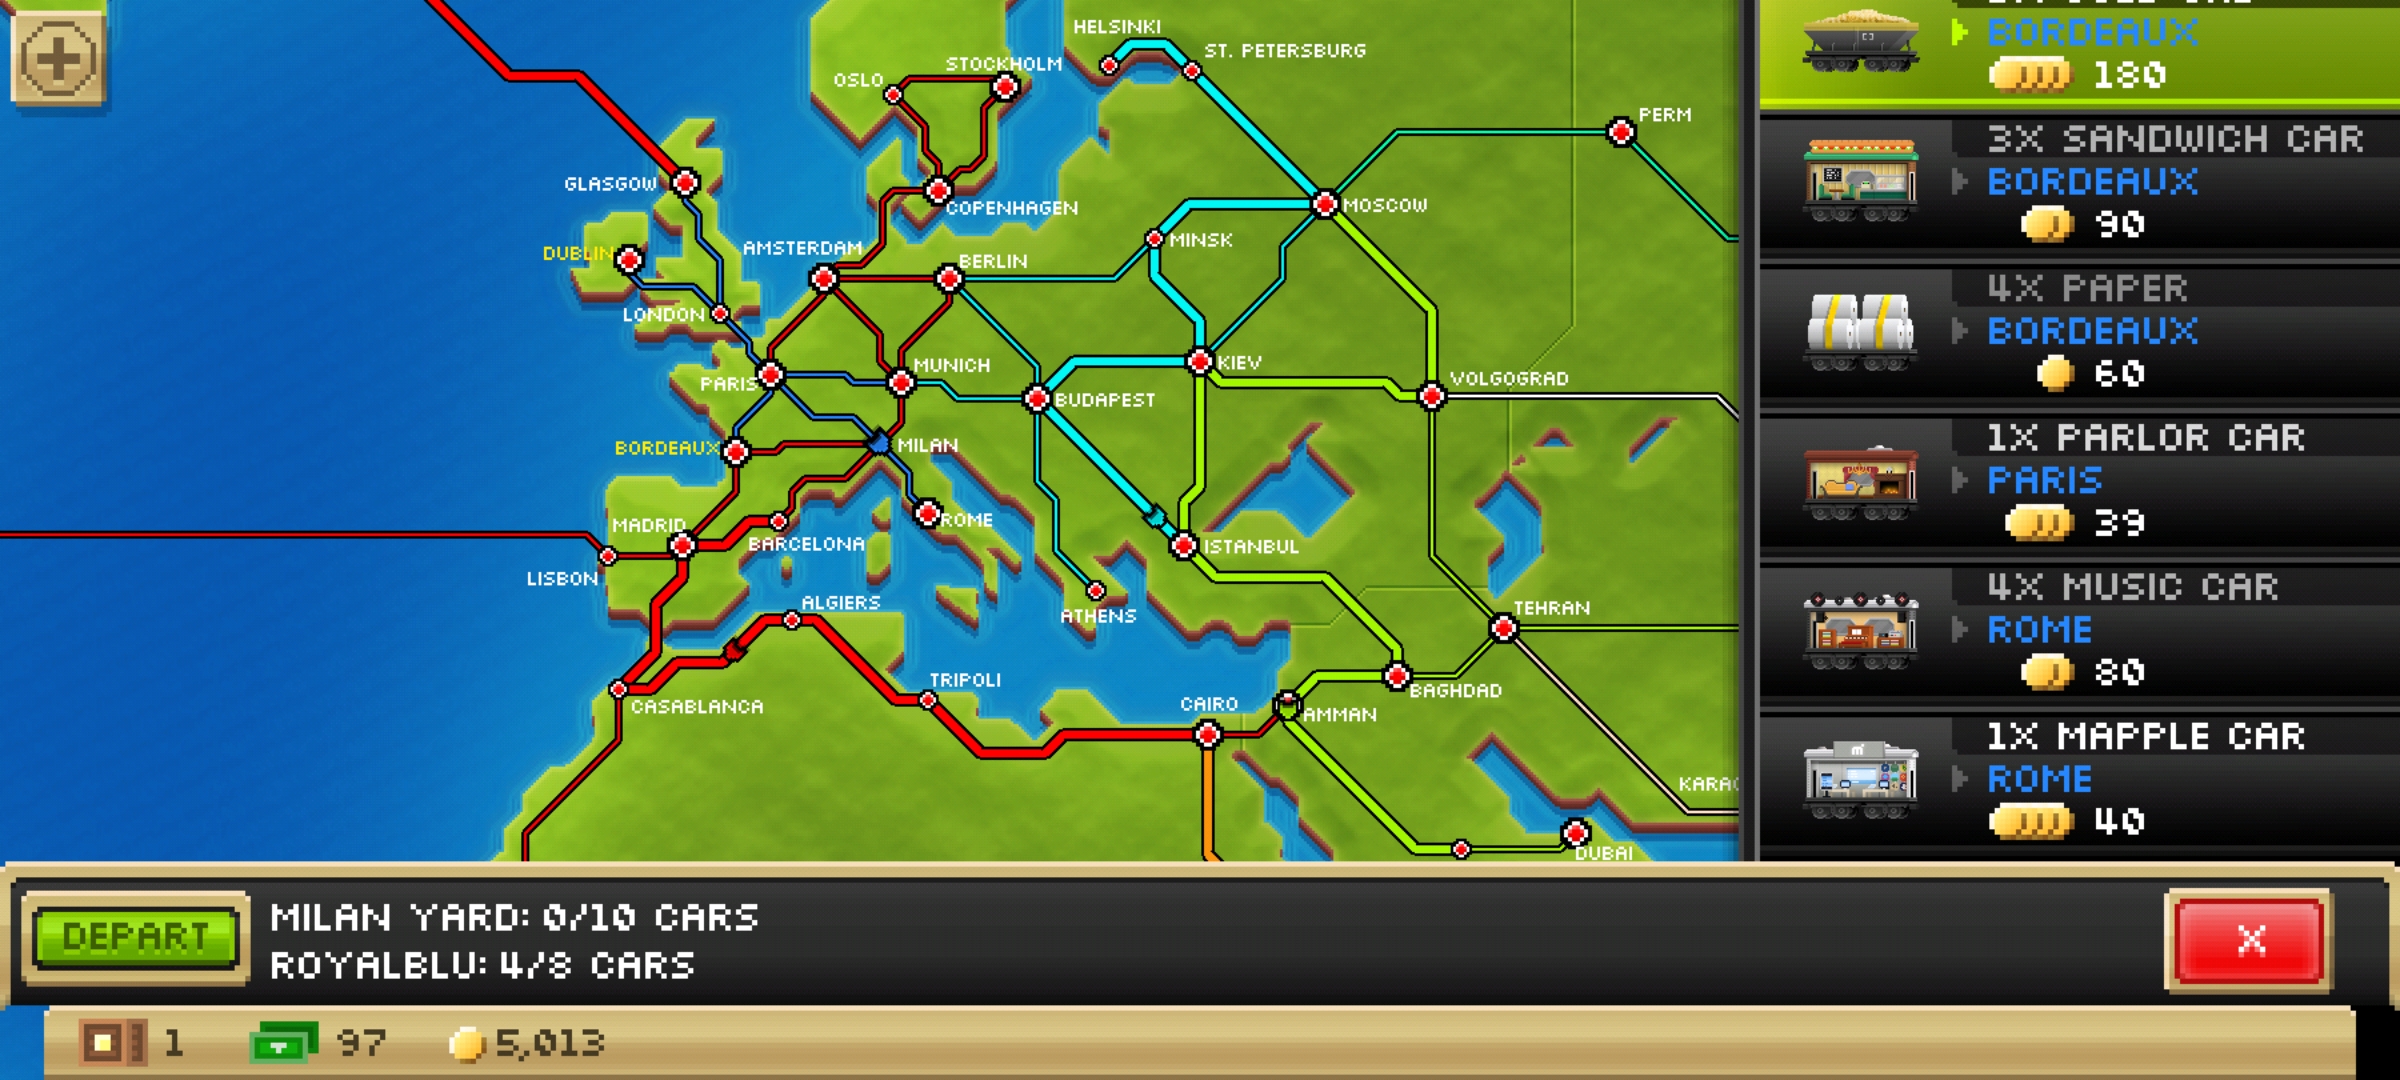 HELSINKI
ST. PETERSBURG
STOCKHOLM
OSLO
PERM
GLASGOW
COPENHAGEN
MOSCOW
MINSK
DUBLIN
AMSTERDAM
BERLIN
LONDON
KIEV
MUNICH
PARIS
BUDAPEST
VOLGOGRAD
BORDEAUX
MILAN
MADRID
ROME
BARCELONA
ISTANBUL
LISBON
ALGIERS
ATHENS
TEHRAN
TRIPOLI
CASABLANCA
CAIRO
BAGHDAD
AMMAN
KARAC
DUBAI
BORDEAUX
180
3X SANDWICH CAR
BORDEAUX
90
4X PAPER
BORDEAUX
60
1X PARLOR CAR
PARIS
39
4X MUSIC CAR
ROME
80
1X MAPPLE CAR
ROME
40
DEPART
MILAN YARD: 0/10 CARS
ROYALBLU: 4/8 CARS
X
1
97
5,013